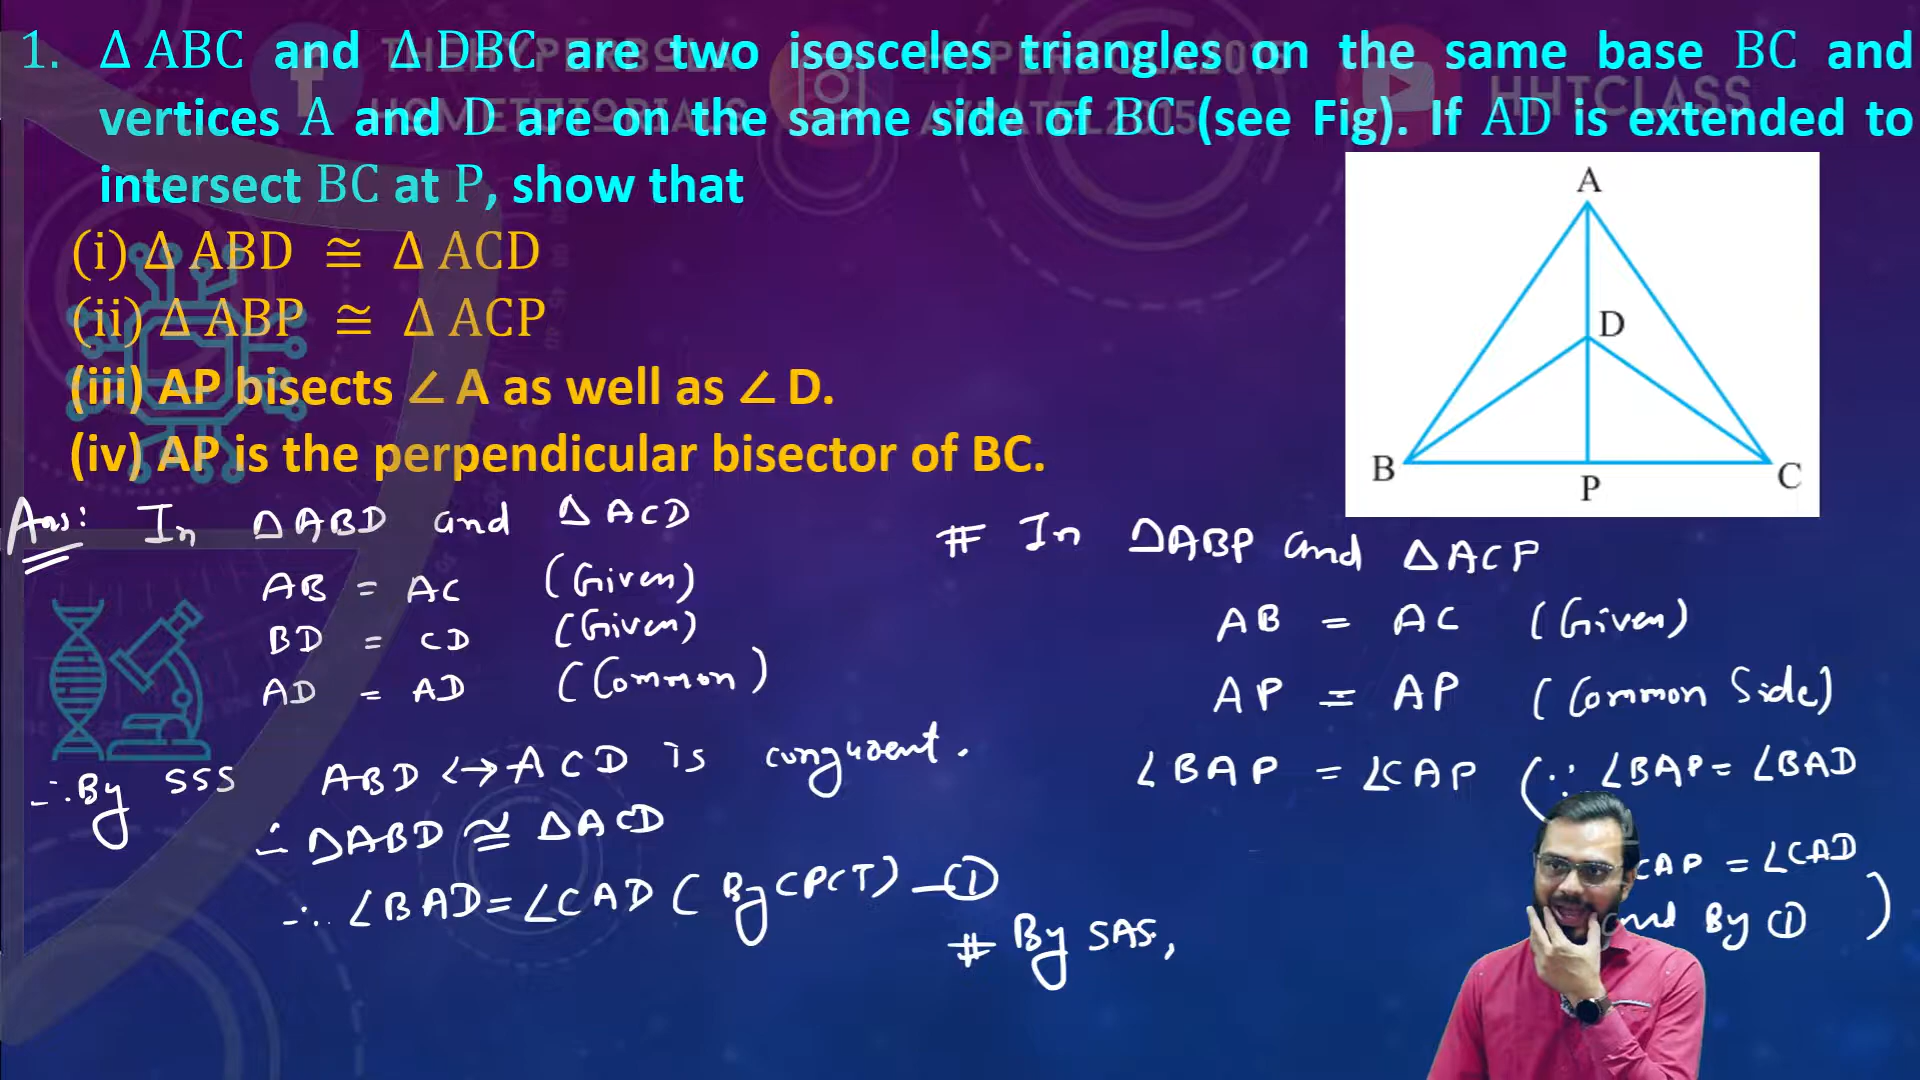 1. Δ ABC and Δ DBC are two isosceles triangles on the same base BC and
vertices A and D are on the same side of BC (see Fig). If AD is extended to
intersect BC at P, show that
(i) Δ ABD ≅ Δ ACD
(ii) Δ ABP ≅ Δ ACP
(iii) AP bisects ∠ A as well as ∠ D.
(iv) AP is the perpendicular bisector of BC.
THEHYPERBOLA
HOMETUTORIALS
HHTCLASS
A
D
B
P
C
Ans: In ΔABD and ΔACD
AB = AC (Given)
BD = CD (Given)
AD = AD (Common)
∴ By SSS ABD ↔ ACD is congruent.
∴ ΔABD ≅ ΔACD
∴ ∠BAD = ∠CAD (By CPCT) — ①
# In ΔABP and ΔACP
AB = AC (Given)
AP = AP (Common Side)
∠BAP = ∠CAP (∵ ∠BAP = ∠BAD
CAP = ∠CAD
and By ① )
# By SAS,